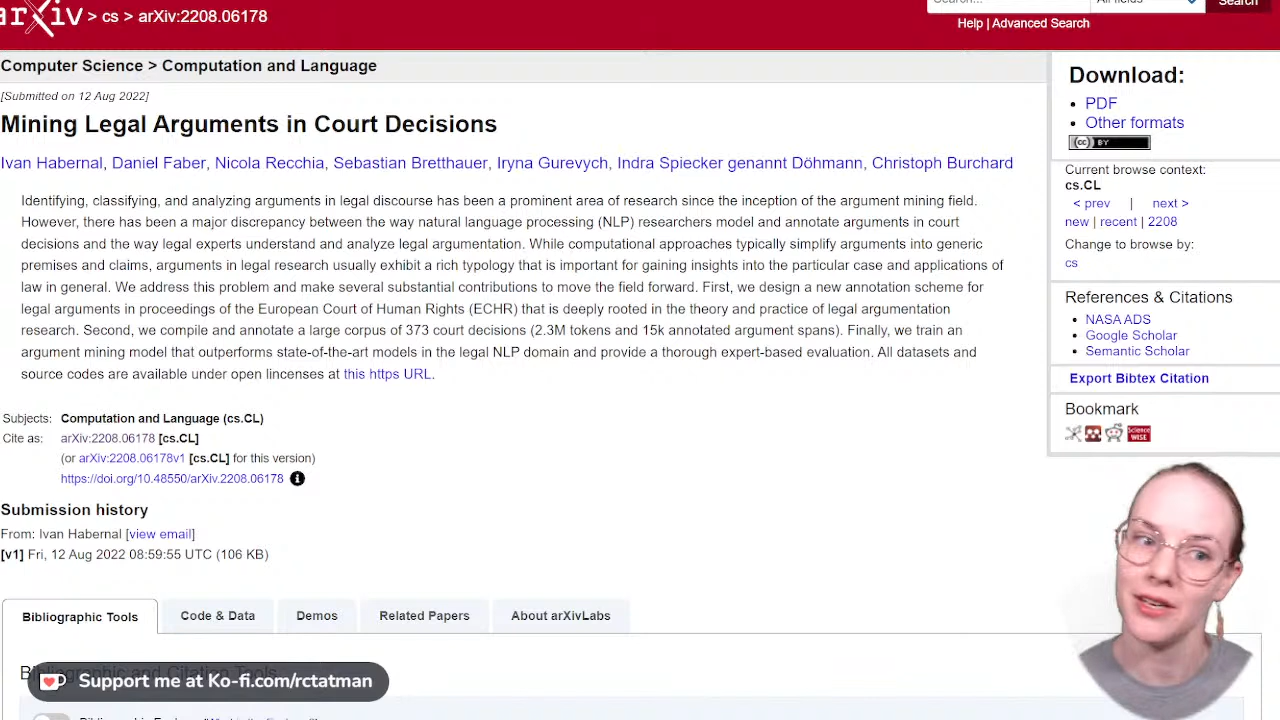 arXiv > cs > arXiv:2208.06178
Search...
All fields
Search
Help | Advanced Search
Computer Science > Computation and Language
[Submitted on 12 Aug 2022]
Mining Legal Arguments in Court Decisions
Ivan Habernal, Daniel Faber, Nicola Recchia, Sebastian Bretthauer, Iryna Gurevych, Indra Spiecker genannt Döhmann, Christoph Burchard
Identifying, classifying, and analyzing arguments in legal discourse has been a prominent area of research since the inception of the argument mining field.
However, there has been a major discrepancy between the way natural language processing (NLP) researchers model and annotate arguments in court
decisions and the way legal experts understand and analyze legal argumentation. While computational approaches typically simplify arguments into generic
premises and claims, arguments in legal research usually exhibit a rich typology that is important for gaining insights into the particular case and applications of
law in general. We address this problem and make several substantial contributions to move the field forward. First, we design a new annotation scheme for
legal arguments in proceedings of the European Court of Human Rights (ECHR) that is deeply rooted in the theory and practice of legal argumentation
research. Second, we compile and annotate a large corpus of 373 court decisions (2.3M tokens and 15k annotated argument spans). Finally, we train an
argument mining model that outperforms state-of-the-art models in the legal NLP domain and provide a thorough expert-based evaluation. All datasets and
source codes are available under open lincenses at this https URL.
Subjects: Computation and Language (cs.CL)
Cite as: arXiv:2208.06178 [cs.CL]
(or arXiv:2208.06178v1 [cs.CL] for this version)
https://doi.org/10.48550/arXiv.2208.06178
Submission history
From: Ivan Habernal [view email]
[v1] Fri, 12 Aug 2022 08:59:55 UTC (106 KB)
Bibliographic Tools
Code & Data
Demos
Related Papers
About arXivLabs
Bibliographic and Citation Tools
Support me at Ko-fi.com/rctatman
Download:
PDF
Other formats
(cc) BY
Current browse context:
cs.CL
< prev | next >
new | recent | 2208
Change to browse by:
cs
References & Citations
NASA ADS
Google Scholar
Semantic Scholar
Export Bibtex Citation
Bookmark
Science WISE